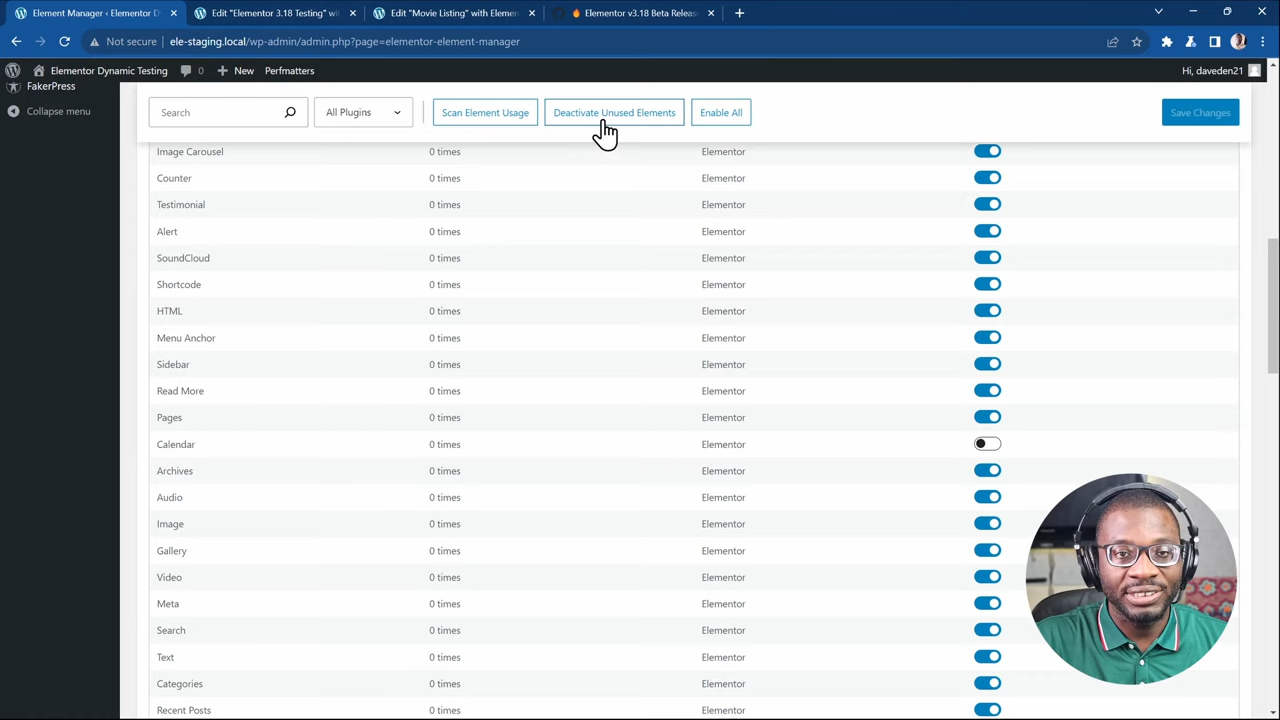 Element Manager ‹ Elementor D
Edit "Elementor 3.18 Testing" wit
Edit "Movie Listing" with Elemen
Elementor v3.18 Beta Release
Not secure
ele-staging.local/wp-admin/admin.php?page=elementor-element-manager
Elementor Dynamic Testing
0
New
Perfmatters
Hi, daveden21
FakerPress
Collapse menu
Search
All Plugins
Scan Element Usage
Deactivate Unused Elements
Enable All
Save Changes
Image Carousel 0 times Elementor
Counter 0 times Elementor
Testimonial 0 times Elementor
Alert 0 times Elementor
SoundCloud 0 times Elementor
Shortcode 0 times Elementor
HTML 0 times Elementor
Menu Anchor 0 times Elementor
Sidebar 0 times Elementor
Read More 0 times Elementor
Pages 0 times Elementor
Calendar 0 times Elementor
Archives 0 times Elementor
Audio 0 times Elementor
Image 0 times Elementor
Gallery 0 times Elementor
Video 0 times Elementor
Meta 0 times Elementor
Search 0 times Elementor
Text 0 times Elementor
Categories 0 times Elementor
Recent Posts 0 times Elementor